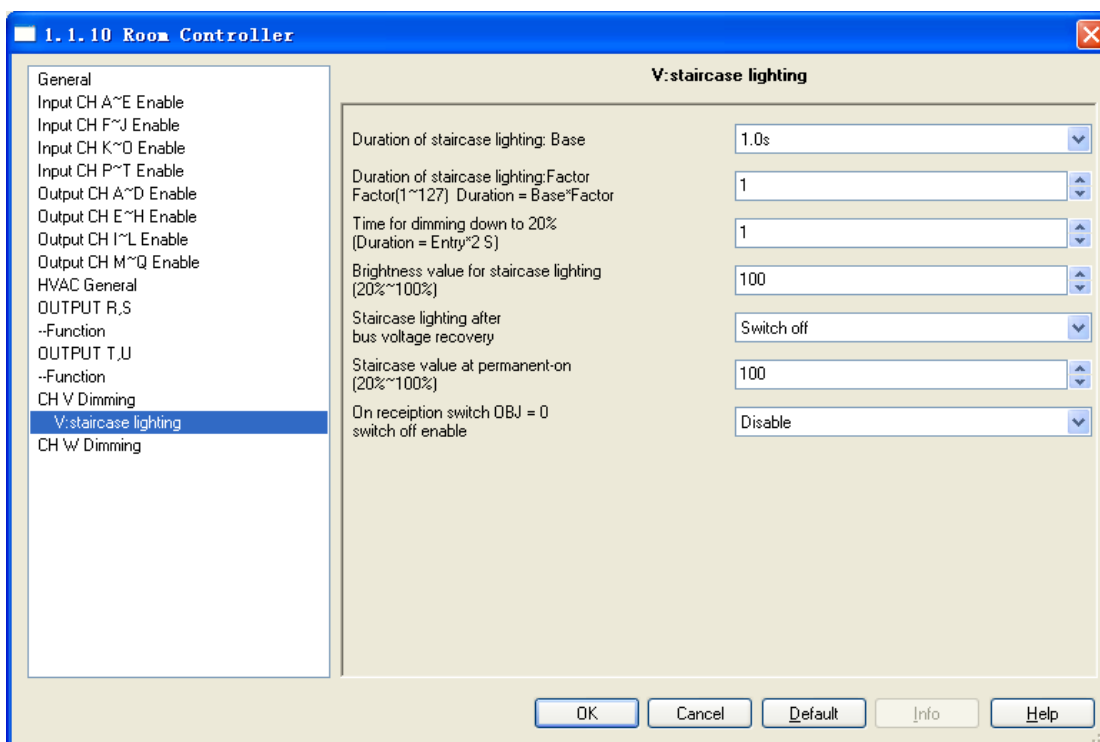 1.1.10 Room Controller
General
Input CH A~E Enable
Input CH F~J Enable
Input CH K~O Enable
Input CH P~T Enable
Output CH A~D Enable
Output CH E~H Enable
Output CH I~L Enable
Output CH M~Q Enable
HVAC General
OUTPUT R,S
--Function
OUTPUT T,U
--Function
CH V Dimming
V:staircase lighting
CH W Dimming
V:staircase lighting
Duration of staircase lighting: Base
1.0s
Duration of staircase lighting:Factor
Factor(1~127) Duration = Base*Factor
1
Time for dimming down to 20%
(Duration = Entry*2 S)
1
Brightness value for staircase lighting
(20%~100%)
100
Staircase lighting after
bus voltage recovery
Switch off
Staircase value at permanent-on
(20%~100%)
100
On receiption switch OBJ = 0
switch off enable
Disable
OK
Cancel
Default
Info
Help